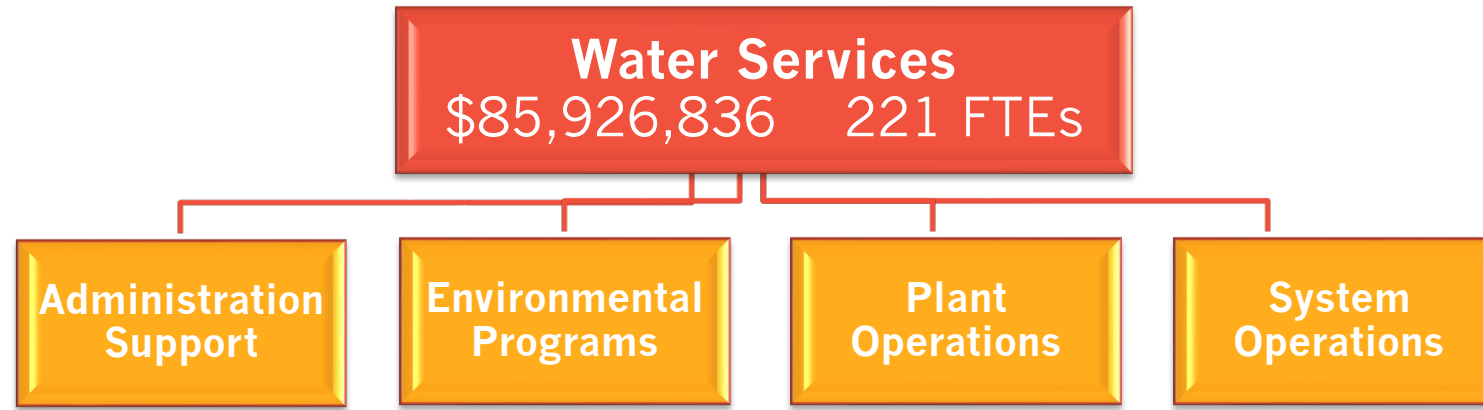 Water Services
$85,926,836 221 FTEs
Administration
Support
Environmental
Programs
Plant
Operations
System
Operations